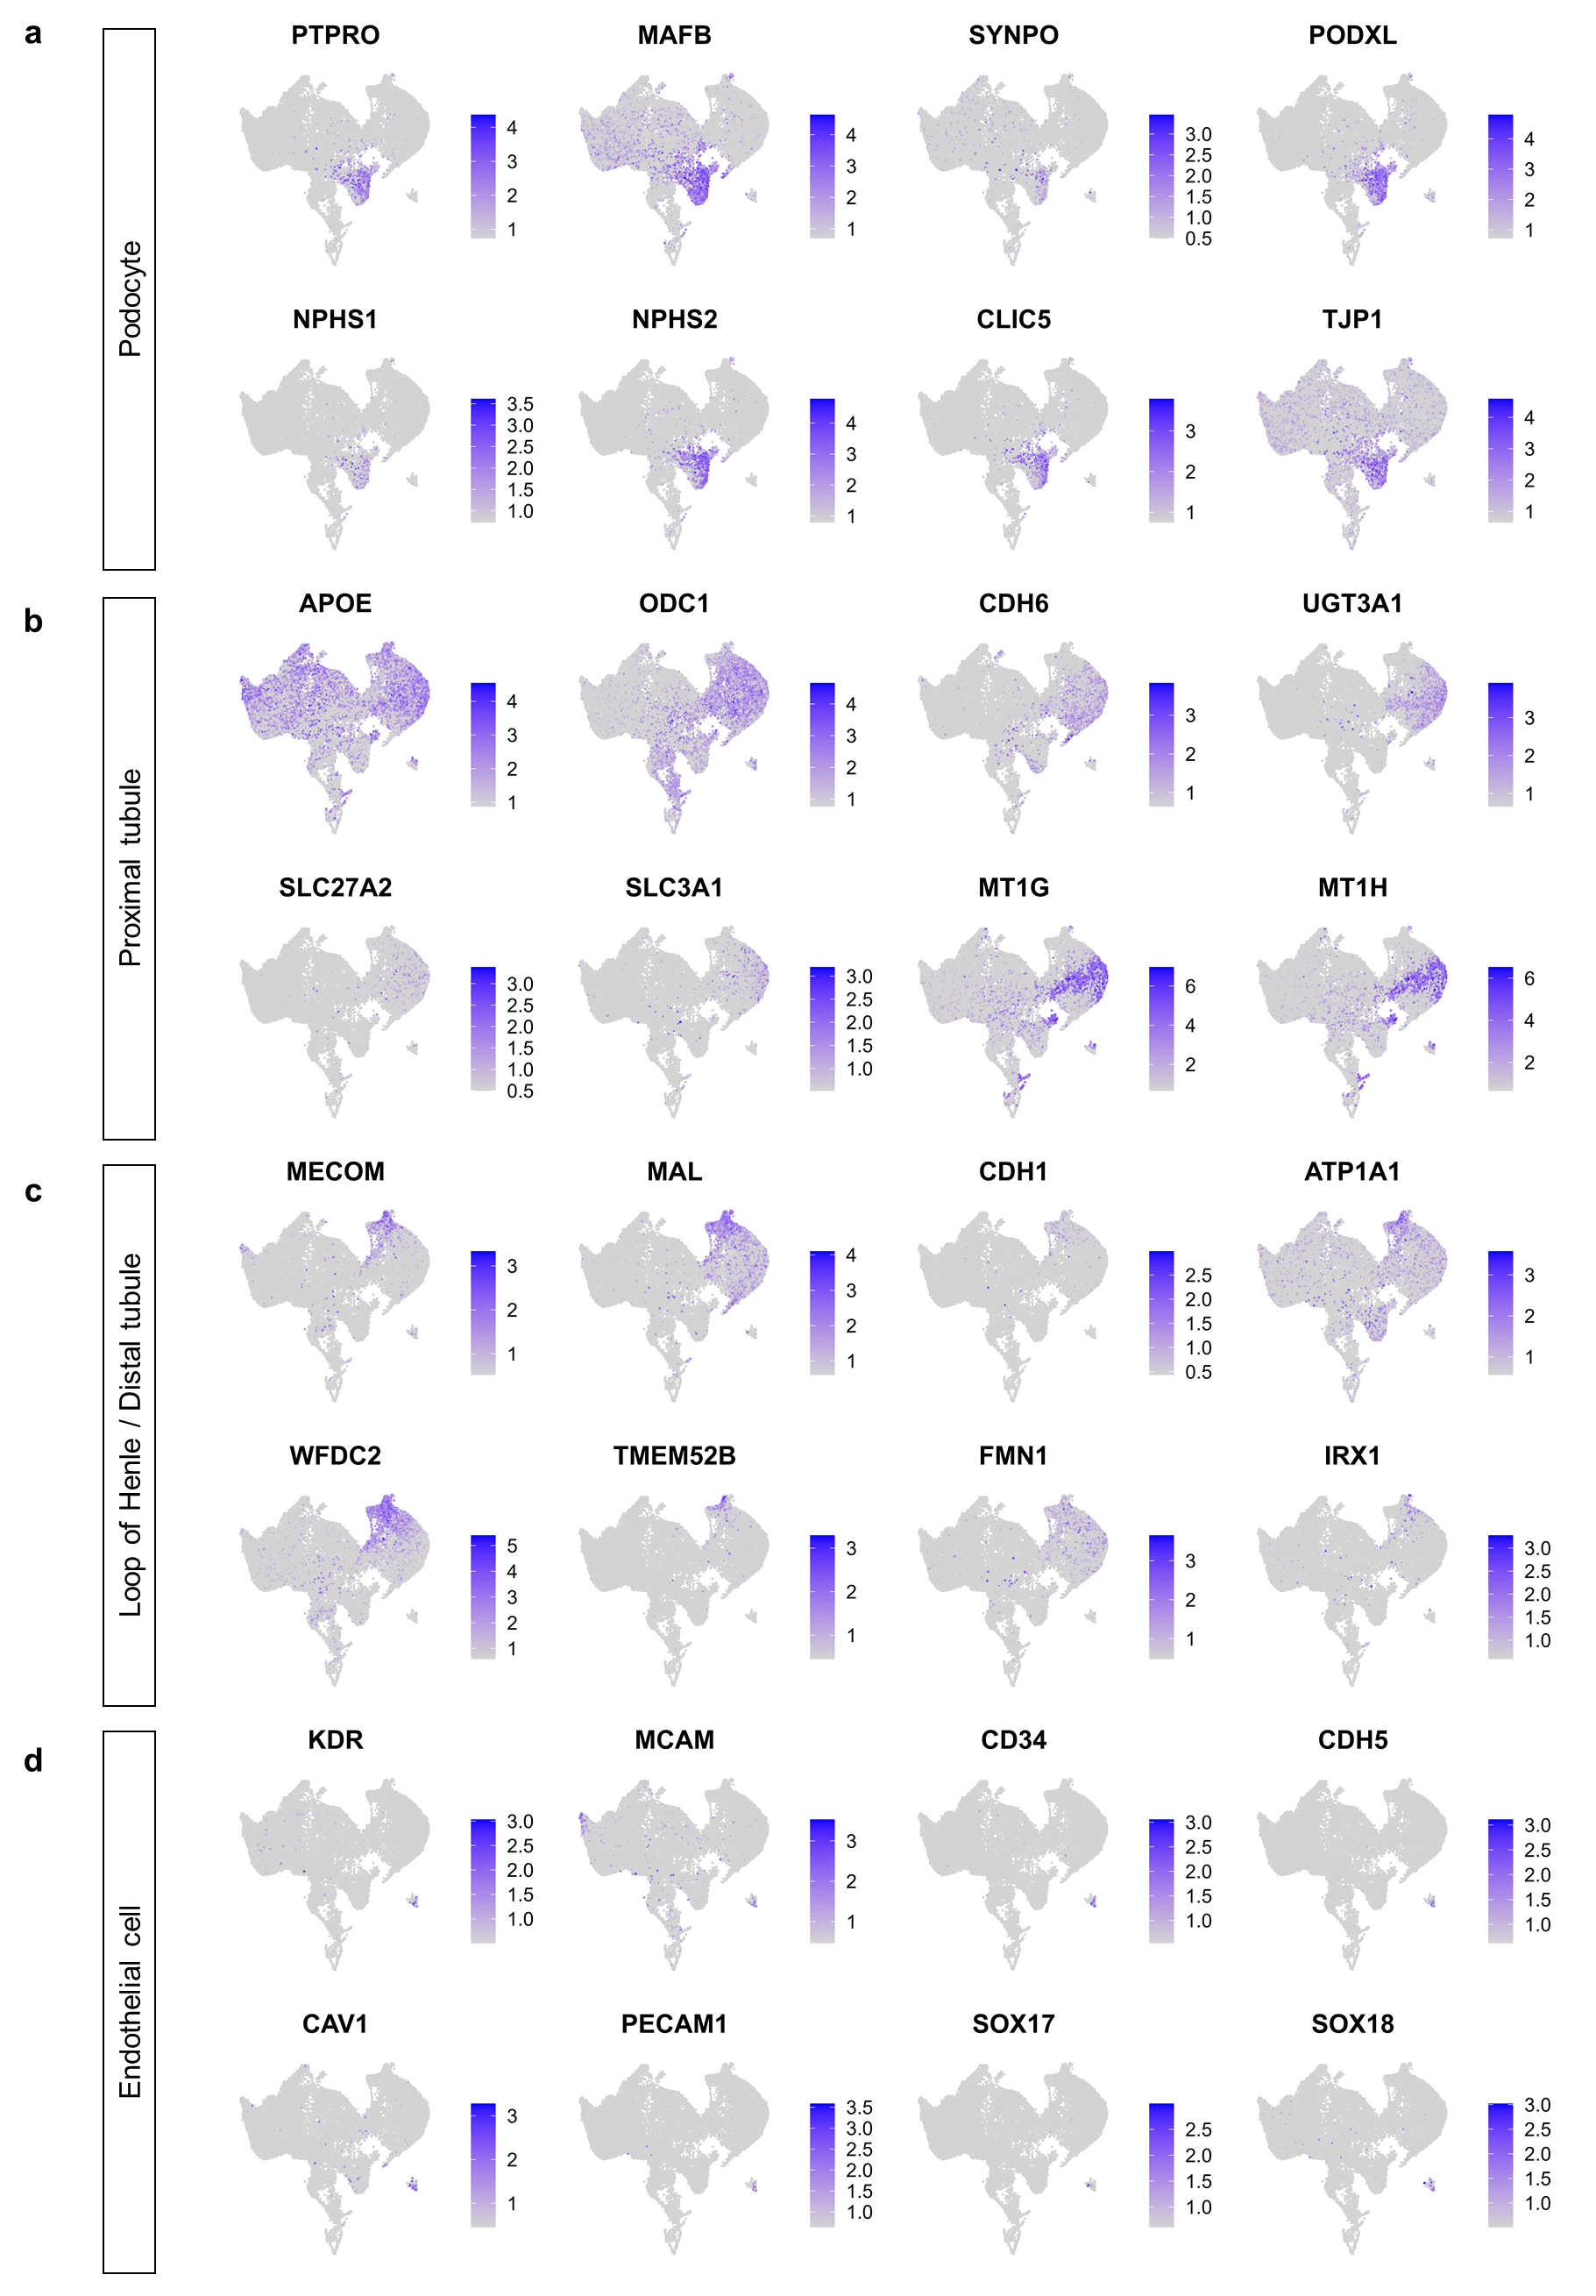 a
Podocyte
PTPRO MAFB SYNPO PODXL
4 3 2 1
4 3 2 1
3.0 2.5 2.0 1.5 1.0 0.5
4 3 2 1
NPHS1 NPHS2 CLIC5 TJP1
3.5 3.0 2.5 2.0 1.5 1.0
4 3 2 1
3 2 1
4 3 2 1
b
Proximal tubule
APOE ODC1 CDH6 UGT3A1
4 3 2 1
4 3 2 1
3 2 1
3 2 1
SLC27A2 SLC3A1 MT1G MT1H
3.0 2.5 2.0 1.5 1.0 0.5
3.0 2.5 2.0 1.5 1.0
6 4 2
6 4 2
c
Loop of Henle / Distal tubule
MECOM MAL CDH1 ATP1A1
3 2 1
4 3 2 1
2.5 2.0 1.5 1.0 0.5
3 2 1
WFDC2 TMEM52B FMN1 IRX1
5 4 3 2 1
3 2 1
3 2 1
3.0 2.5 2.0 1.5 1.0
d
Endothelial cell
KDR MCAM CD34 CDH5
3.0 2.5 2.0 1.5 1.0
3 2 1
3.0 2.5 2.0 1.5 1.0
3.0 2.5 2.0 1.5 1.0
CAV1 PECAM1 SOX17 SOX18
3 2 1
3.5 3.0 2.5 2.0 1.5 1.0
2.5 2.0 1.5 1.0
3.0 2.5 2.0 1.5 1.0